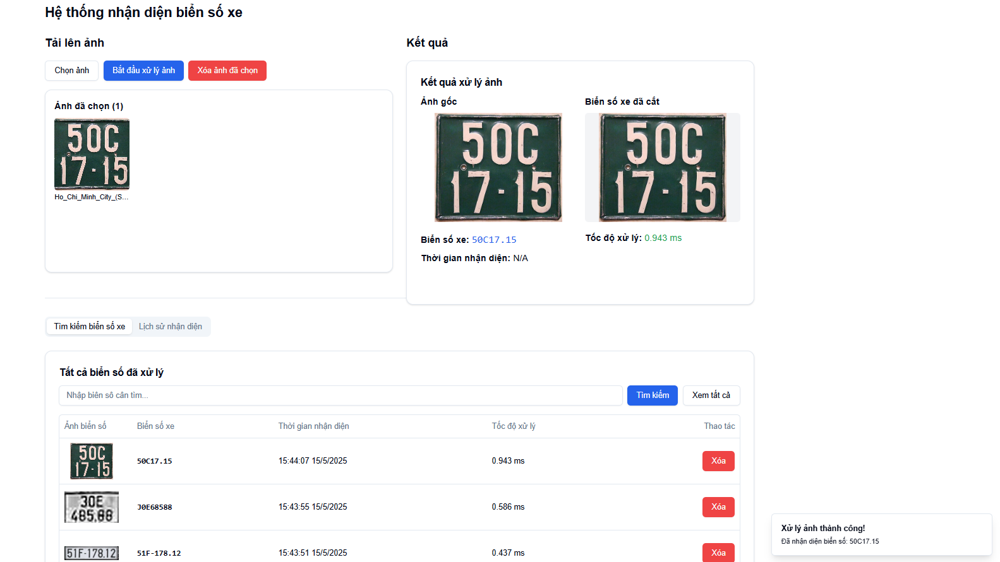 Hệ thống nhận diện biển số xe
Tải lên ảnh
Chọn ảnh
Bắt đầu xử lý ảnh
Xóa ảnh đã chọn
Ảnh đã chọn (1)
50C
17-15
Ho_Chi_Minh_City_(S...
Kết quả
Kết quả xử lý ảnh
Ảnh gốc
Biển số xe đã cắt
50C
17-15
50C
17-15
Biển số xe: 50C17.15
Tốc độ xử lý: 0.943 ms
Thời gian nhận diện: N/A
Tìm kiếm biển số xe
Lịch sử nhận diện
Tất cả biển số đã xử lý
Nhập biển số cần tìm...
Tìm kiếm
Xem tất cả
Ảnh biển số
Biển số xe
Thời gian nhận diện
Tốc độ xử lý
Thao tác
50C
17-15
50C17.15
15:44:07 15/5/2025
0.943 ms
Xóa
30E
485.88
J0E68588
15:43:55 15/5/2025
0.586 ms
Xóa
51F-178.12
51F-178.12
15:43:51 15/5/2025
0.437 ms
Xóa
Xử lý ảnh thành công!
Đã nhận diện biển số: 50C17.15